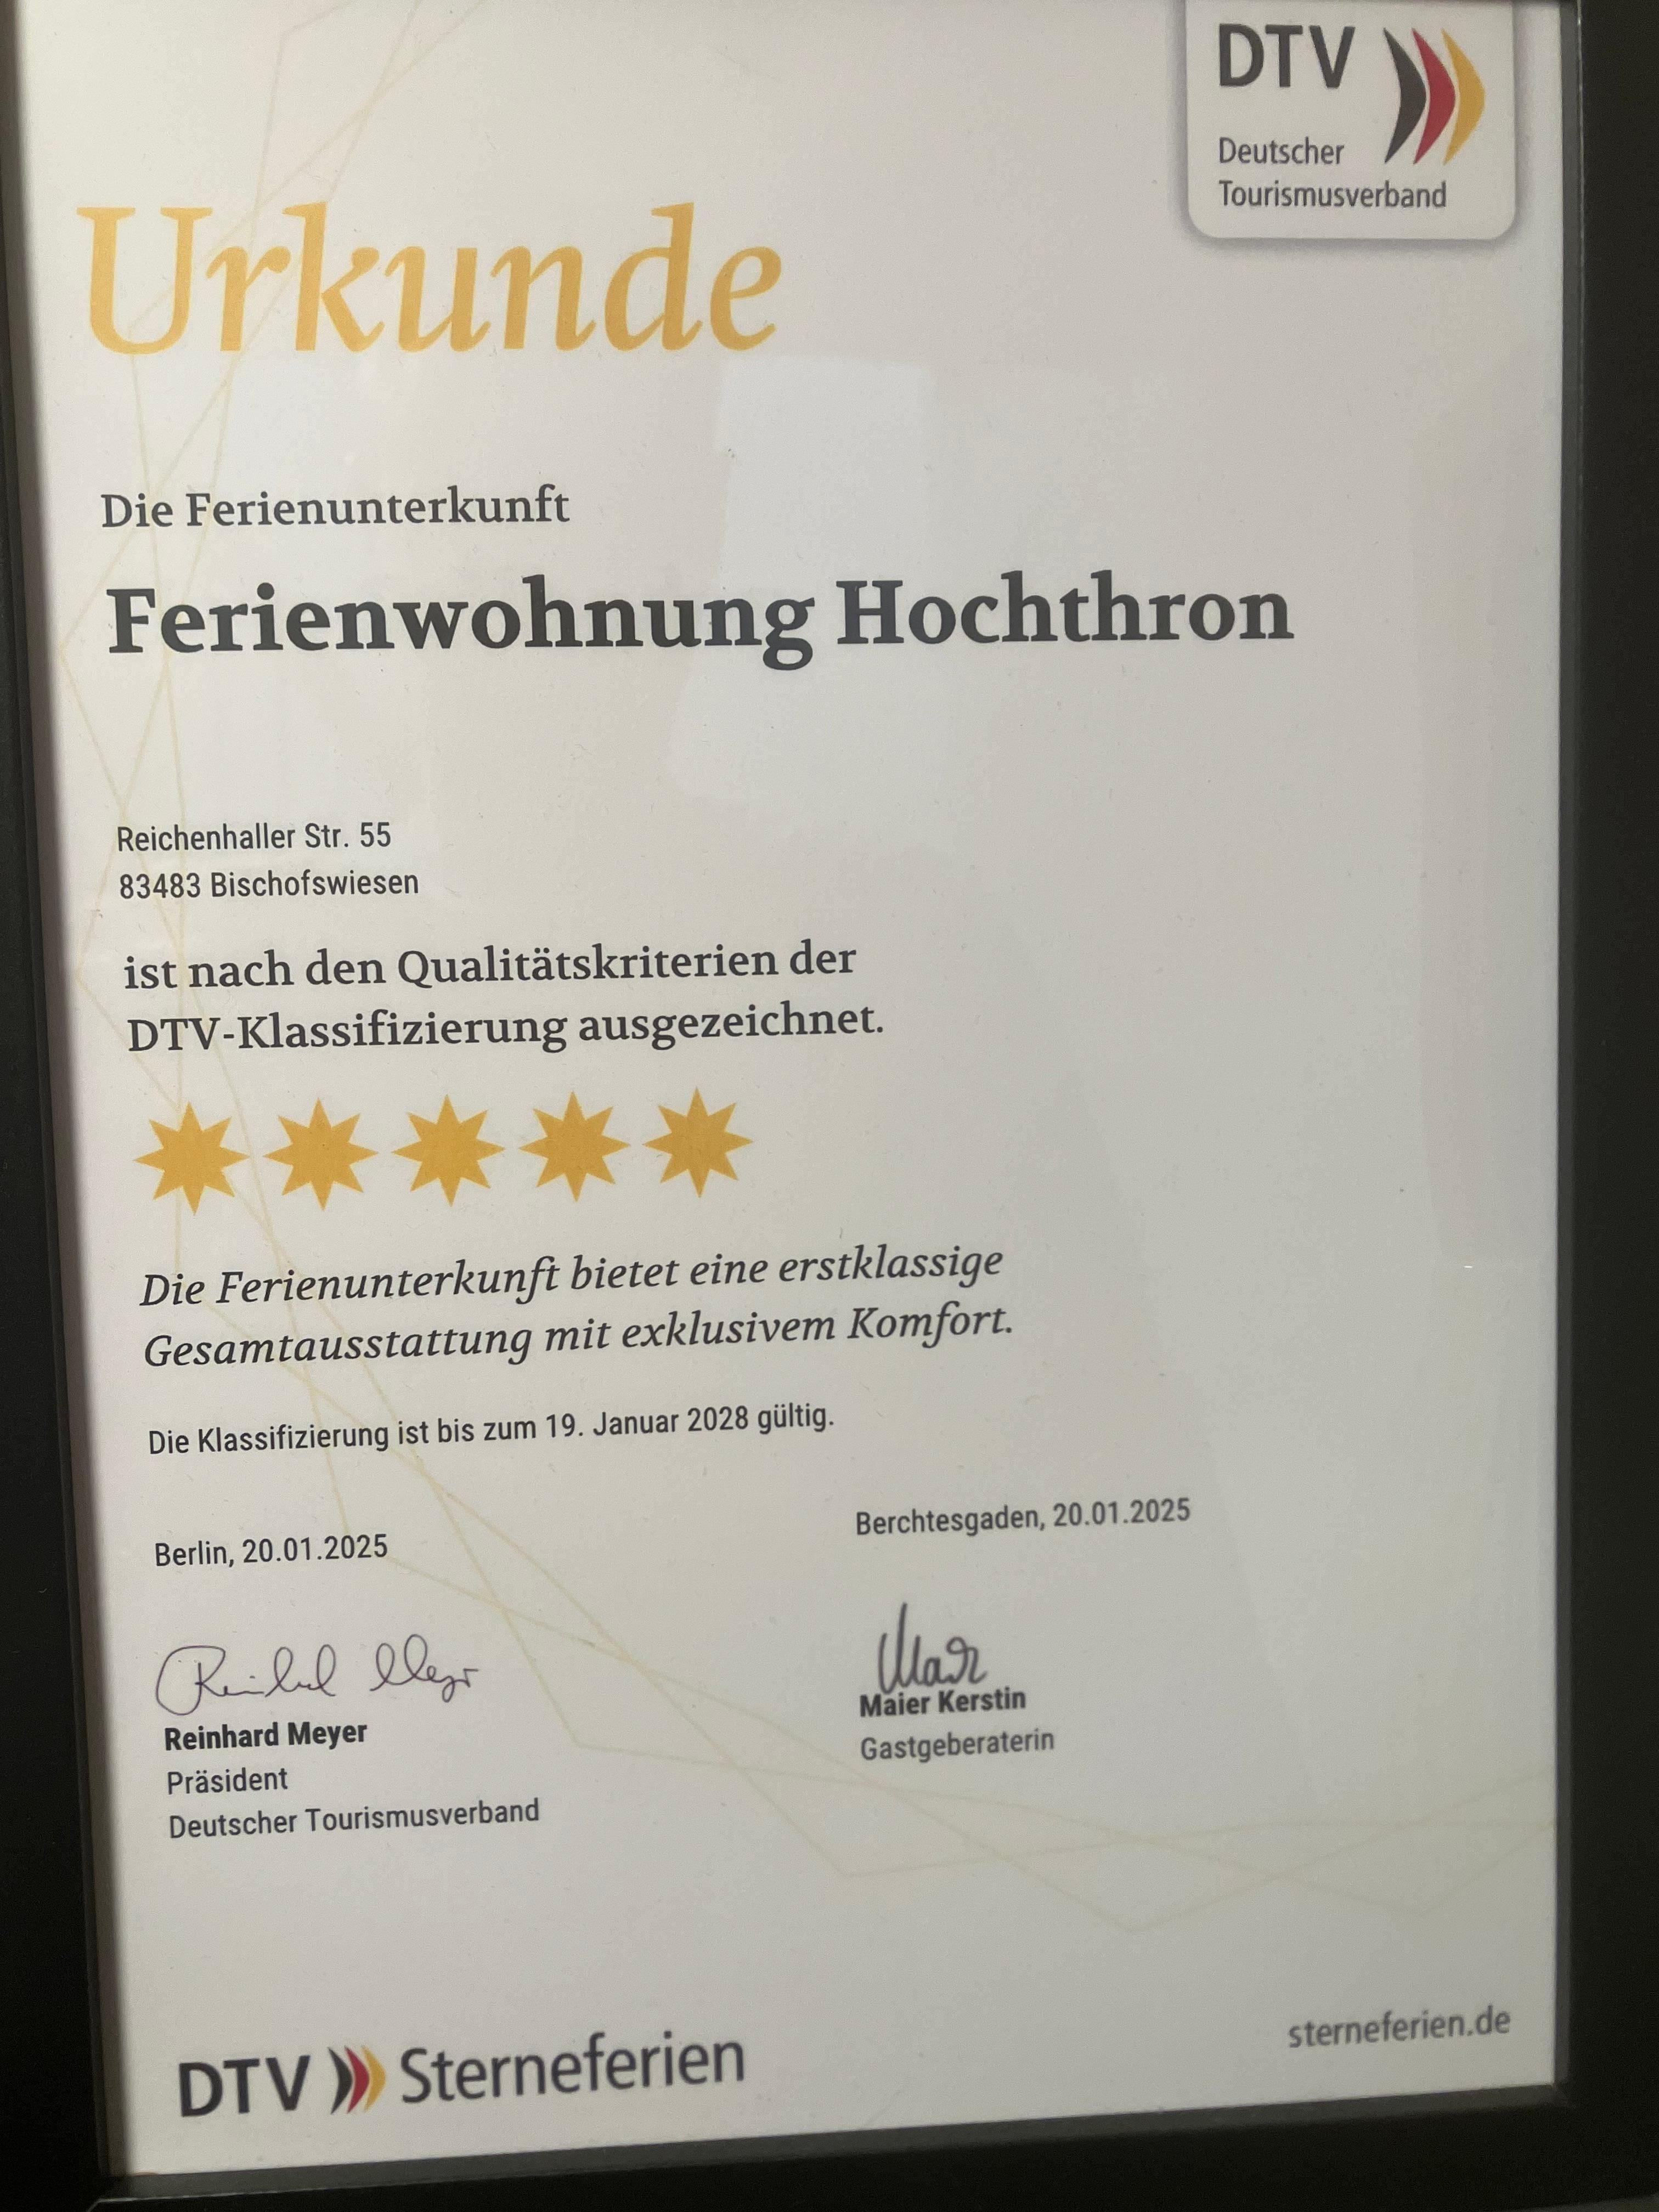 DTV
Deutscher
Tourismusverband
Urkunde
Die Ferienunterkunft
Ferienwohnung Hochthron
Reichenhaller Str. 55
83483 Bischofswiesen
ist nach den Qualitätskriterien der
DTV-Klassifizierung ausgezeichnet.
Die Ferienunterkunft bietet eine erstklassige
Gesamtausstattung mit exklusivem Komfort.
Die Klassifizierung ist bis zum 19. Januar 2028 gültig.
Berlin, 20.01.2025
Reinhard Meyer
Reinhard Meyer
Präsident
Deutscher Tourismusverband
Berchtesgaden, 20.01.2025
Maier Kerstin
Gastgeberaterin
DTV Sterneferien
sterneferien.de